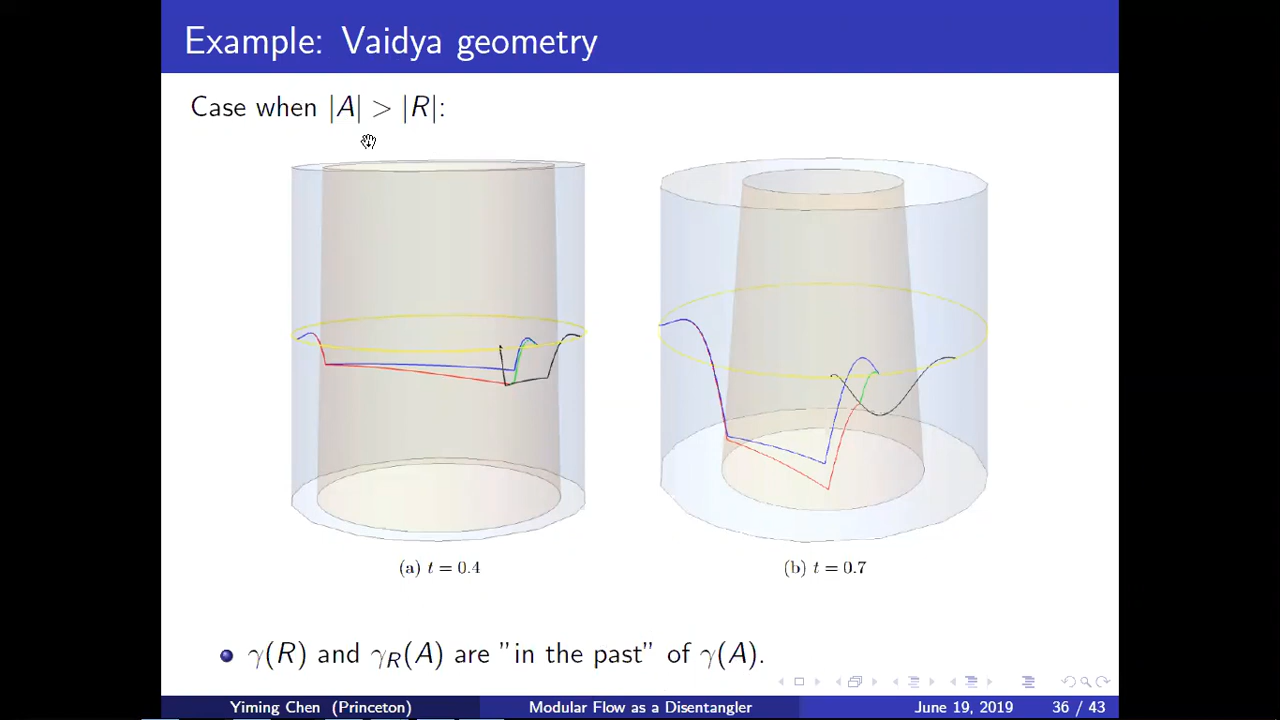 Example: Vaidya geometry
Case when |A| > |R|:
(a) t = 0.4
(b) t = 0.7
γ(R) and γ_R(A) are "in the past" of γ(A).
Yiming Chen (Princeton)
Modular Flow as a Disentangler
June 19, 2019
36 / 43